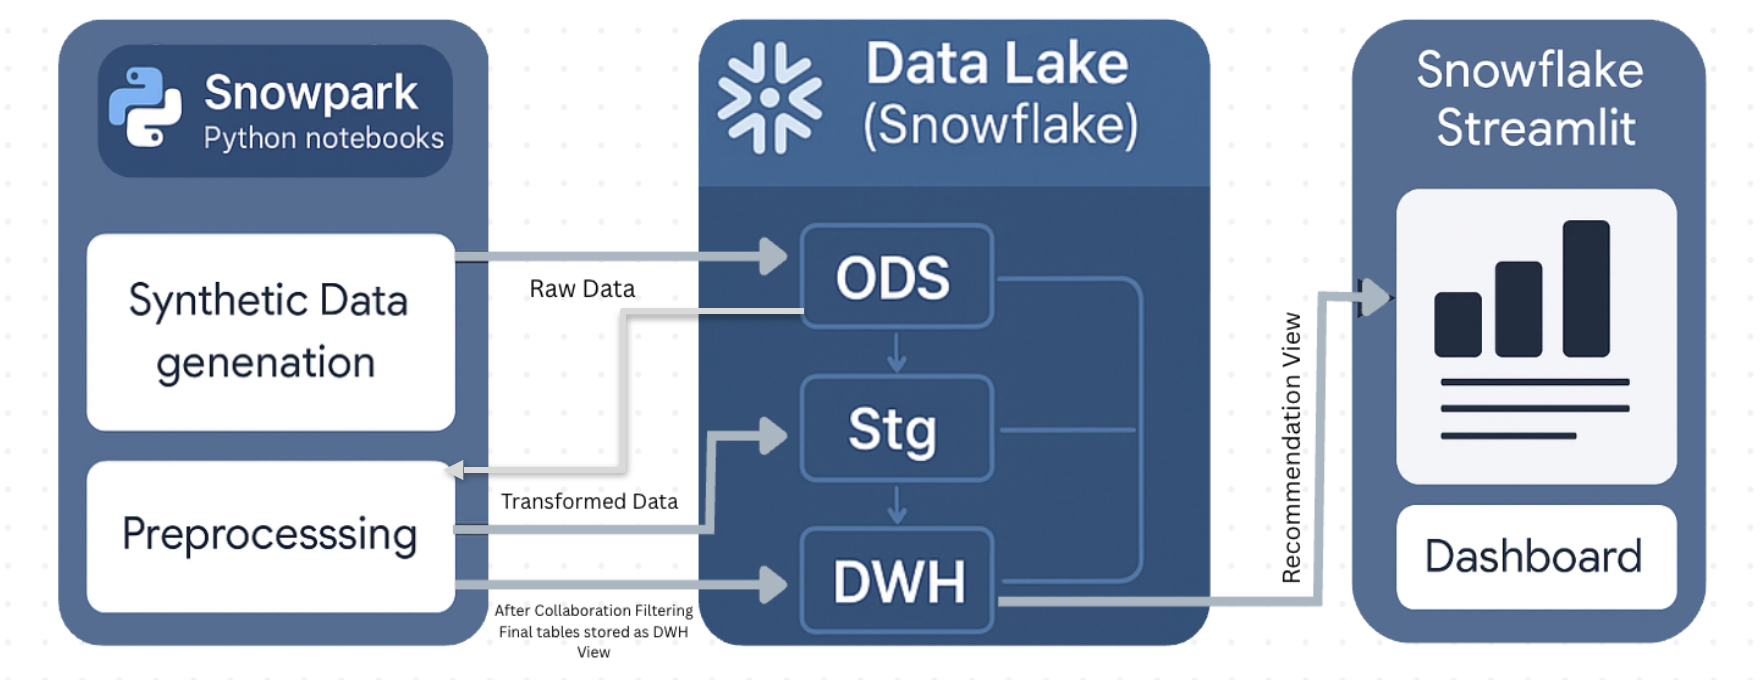 Snowpark
Python notebooks
Synthetic Data
genenation
Preprocesssing
Raw Data
Transformed Data
After Collaboration Filtering
Final tables stored as DWH
View
Data Lake
(Snowflake)
ODS
Stg
DWH
Recommendation View
Snowflake
Streamlit
Dashboard